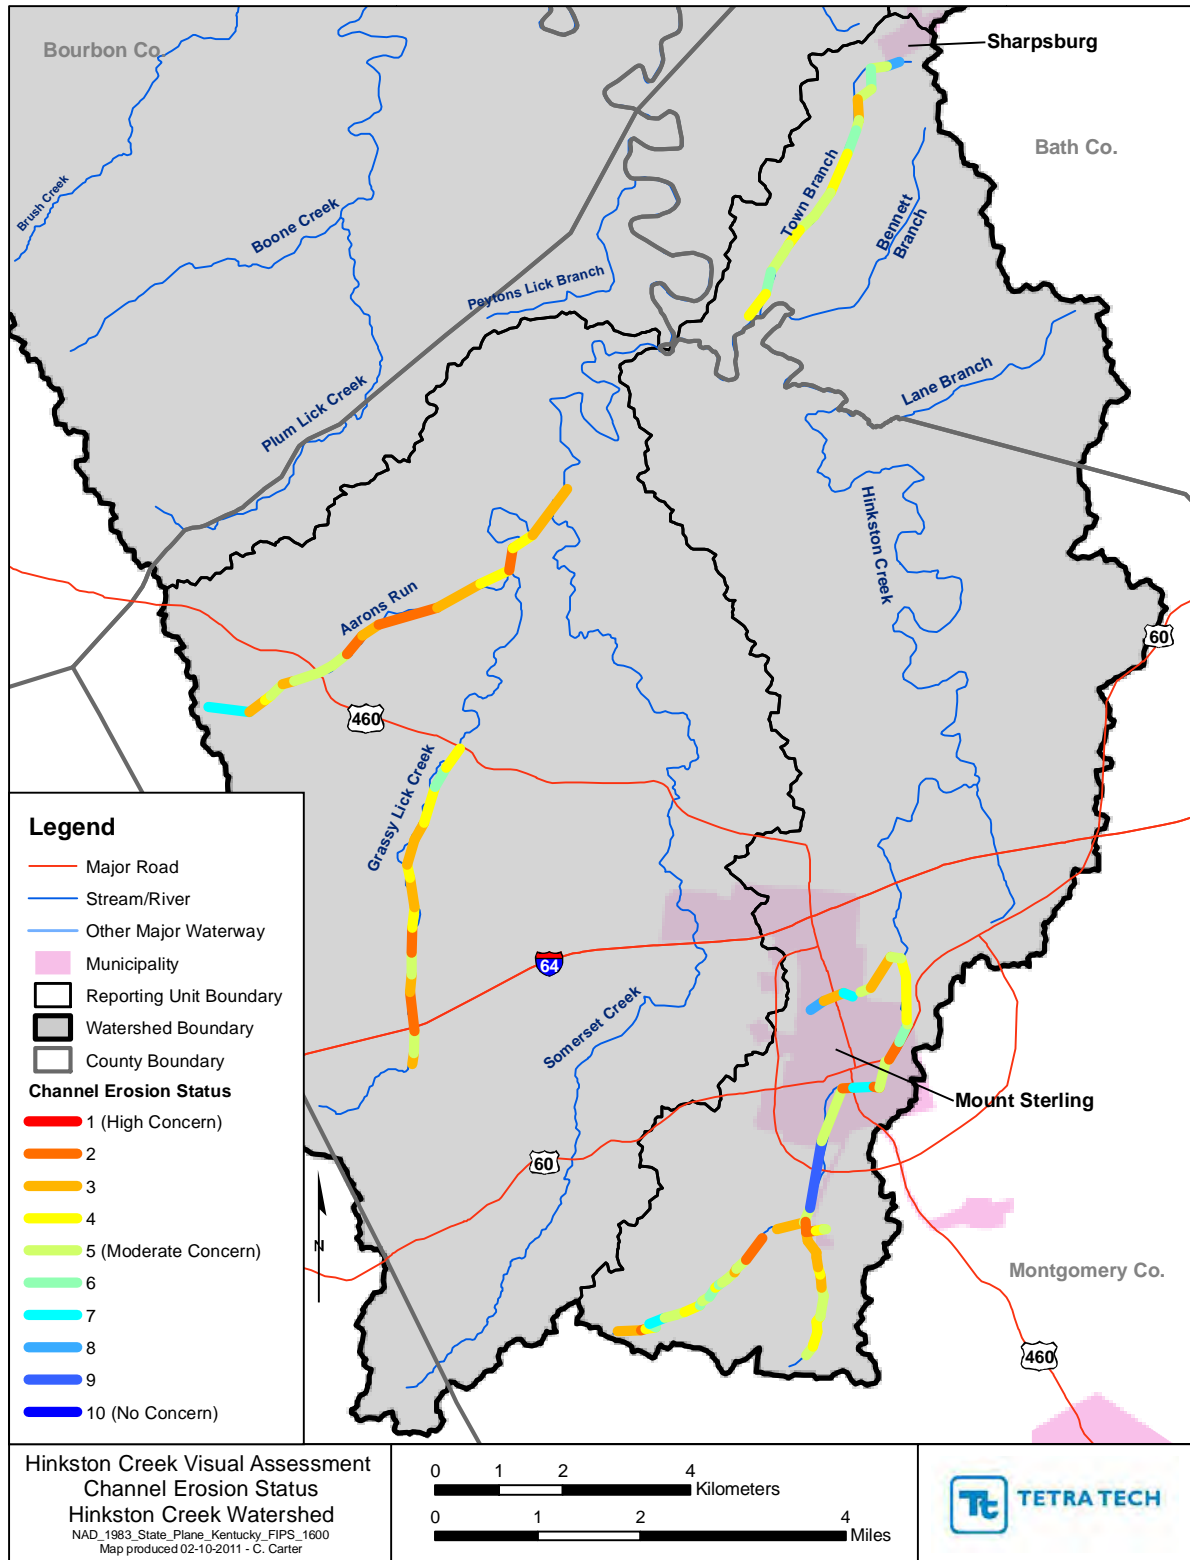 Bourbon Co.
Sharpsburg
Bath Co.
Brush Creek
Boone Creek
Town Branch
Bennett
Branch
Peytons Lick Branch
Plum Lick Creek
Lane Branch
Hinkston Creek
Aarons Run
60
460
Grassy Lick Creek
Legend
Major Road
Stream/River
Other Major Waterway
Municipality
Reporting Unit Boundary
Watershed Boundary
County Boundary
Channel Erosion Status
1 (High Concern)
2
3
4
5 (Moderate Concern)
6
7
8
9
10 (No Concern)
64
Somerset Creek
Mount Sterling
60
N
Montgomery Co.
460
Hinkston Creek Visual Assessment
Channel Erosion Status
Hinkston Creek Watershed
NAD_1983_State_Plane_Kentucky_FIPS_1600
Map produced 02-10-2011 - C. Carter
0 1 2 4
Kilometers
0 1 2 4
Miles
Tt
TETRA TECH